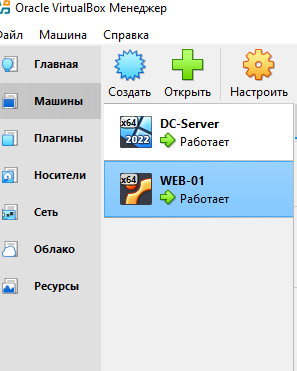 Oracle VirtualBox Менеджер
Файл Машина Справка
Главная
Машины
Плагины
Носители
Сеть
Облако
Ресурсы
Создать Открыть Настроить
x64
2022
DC-Server
Работает
x64
WEB-01
Работает